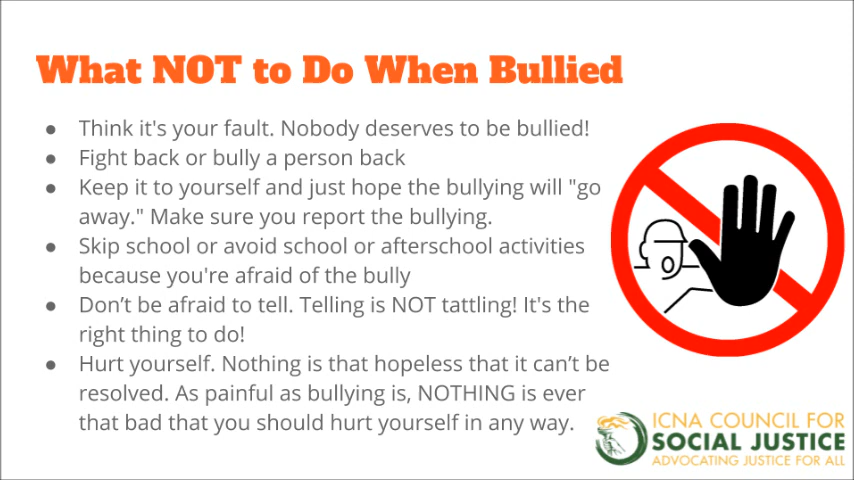 What NOT to Do When Bullied
● Think it's your fault. Nobody deserves to be bullied!
● Fight back or bully a person back
● Keep it to yourself and just hope the bullying will "go
away." Make sure you report the bullying.
● Skip school or avoid school or afterschool activities
because you're afraid of the bully
● Don’t be afraid to tell. Telling is NOT tattling! It's the
right thing to do!
● Hurt yourself. Nothing is that hopeless that it can’t be
resolved. As painful as bullying is, NOTHING is ever
that bad that you should hurt yourself in any way.
ICNA COUNCIL FOR
SOCIAL JUSTICE
ADVOCATING JUSTICE FOR ALL